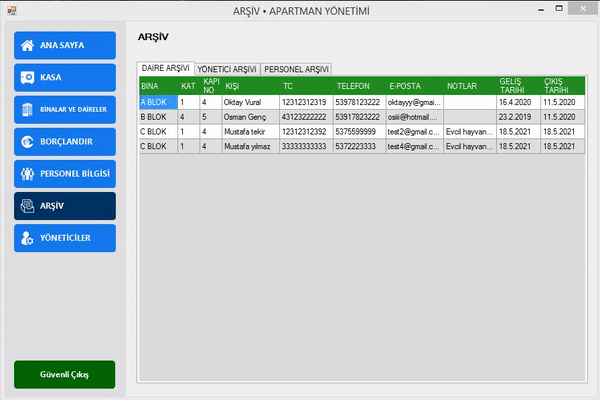 ARŞİV • APARTMAN YÖNETİMİ
ANA SAYFA
KASA
BİNALAR VE DAİRELER
BORÇLANDIR
PERSONEL BİLGİSİ
ARŞİV
YÖNETİCİLER
Güvenli Çıkış
ARŞİV
DAİRE ARŞİVİ YÖNETİCİ ARŞİVİ PERSONEL ARŞİVİ
BİNA KAT KAPI NO KİŞİ TC TELEFON E-POSTA NOTLAR GELİŞ TARİHİ ÇIKIŞ TARİHİ
A BLOK 1 4 Oktay Vural 12312312319 53978123222 oktayyy@gmai... 16.4.2020 11.5.2020
B BLOK 4 5 Osman Genç 43123222222 53917823222 osiii@hotmail.... 23.2.2019 11.5.2020
C BLOK 1 4 Mustafa tekir 12312312392 5375599999 test2@gmail.c... Evcil hayvan... 18.5.2021 18.5.2021
C BLOK 1 4 Mustafa yılmaz 33333333333 5372223333 test4@gmail.c... Evcil hayvan... 18.5.2021 18.5.2021